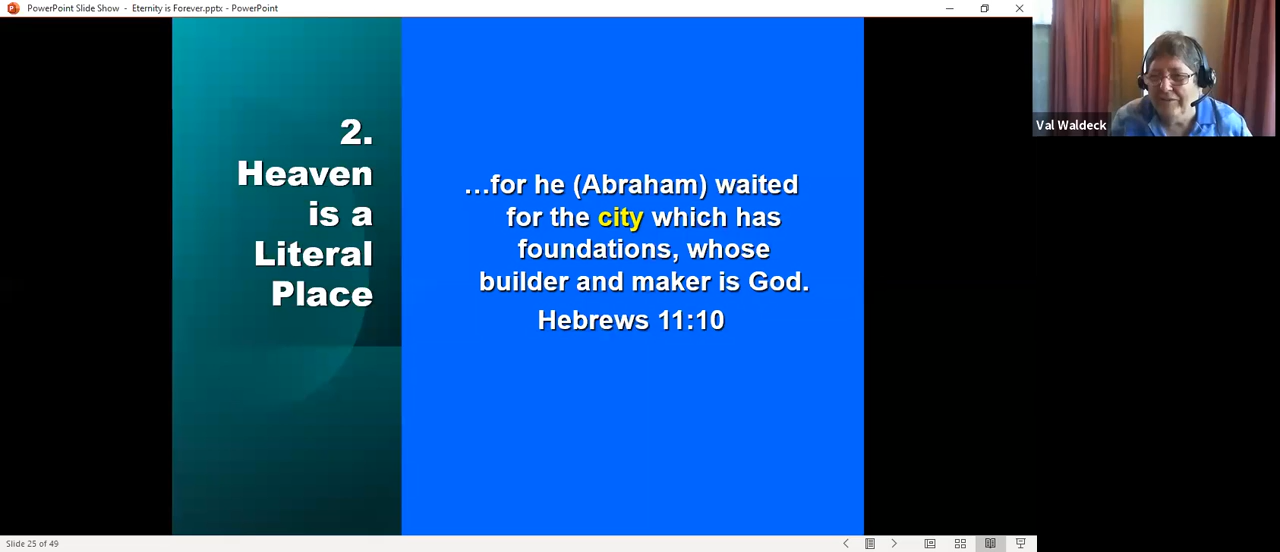 PowerPoint Slide Show - Eternity is Forever.pptx - PowerPoint
2.
Heaven
is a
Literal
Place
…for he (Abraham) waited
for the city which has
foundations, whose
builder and maker is God.
Hebrews 11:10
Val Waldeck
Slide 25 of 49